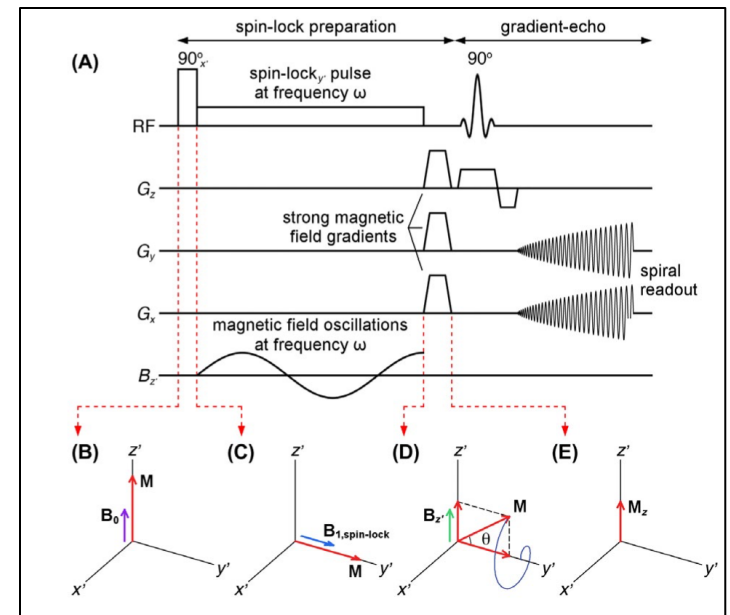 spin-lock preparation gradient-echo
(A) 90°x' 90°
spin-locky' pulse
at frequency ω
RF
Gz
strong magnetic
field gradients
Gy
spiral
readout
Gx
magnetic field oscillations
at frequency ω
Bz'
(B) z' M B0 y' x'
(C) z' B1,spin-lock M y' x'
(D) z' Bz' M θ y' x'
(E) z' Mz y' x'